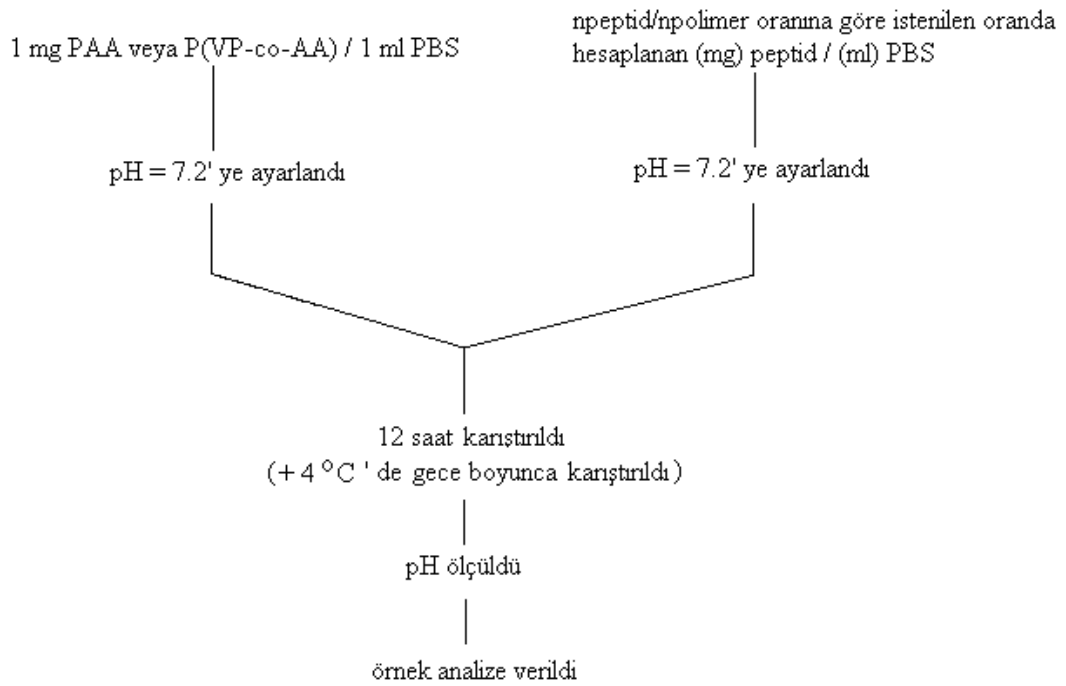 1 mg PAA veya P(VP-co-AA) / 1 ml PBS
npeptid/npolimer oranına göre istenilen oranda
hesaplanan (mg) peptid / (ml) PBS
pH = 7.2' ye ayarlandı
pH = 7.2' ye ayarlandı
12 saat karıştırıldı
(+4 °C ' de gece boyunca karıştırıldı)
pH ölçüldü
örnek analize verildi